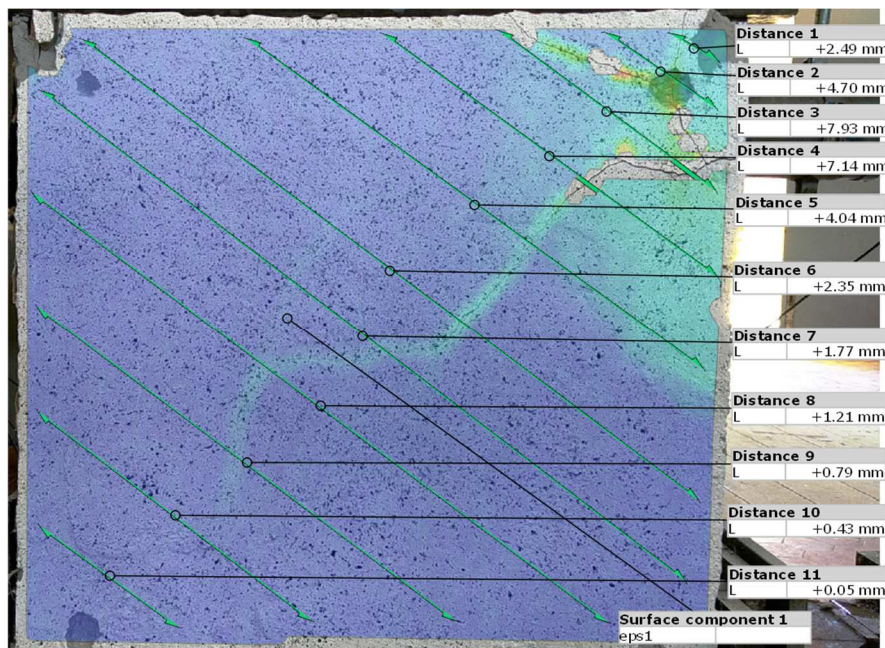 Distance 1
L +2.49 mm
Distance 2
L +4.70 mm
Distance 3
L +7.93 mm
Distance 4
L +7.14 mm
Distance 5
L +4.04 mm
Distance 6
L +2.35 mm
Distance 7
L +1.77 mm
Distance 8
L +1.21 mm
Distance 9
L +0.79 mm
Distance 10
L +0.43 mm
Distance 11
L +0.05 mm
Surface component 1
eps1